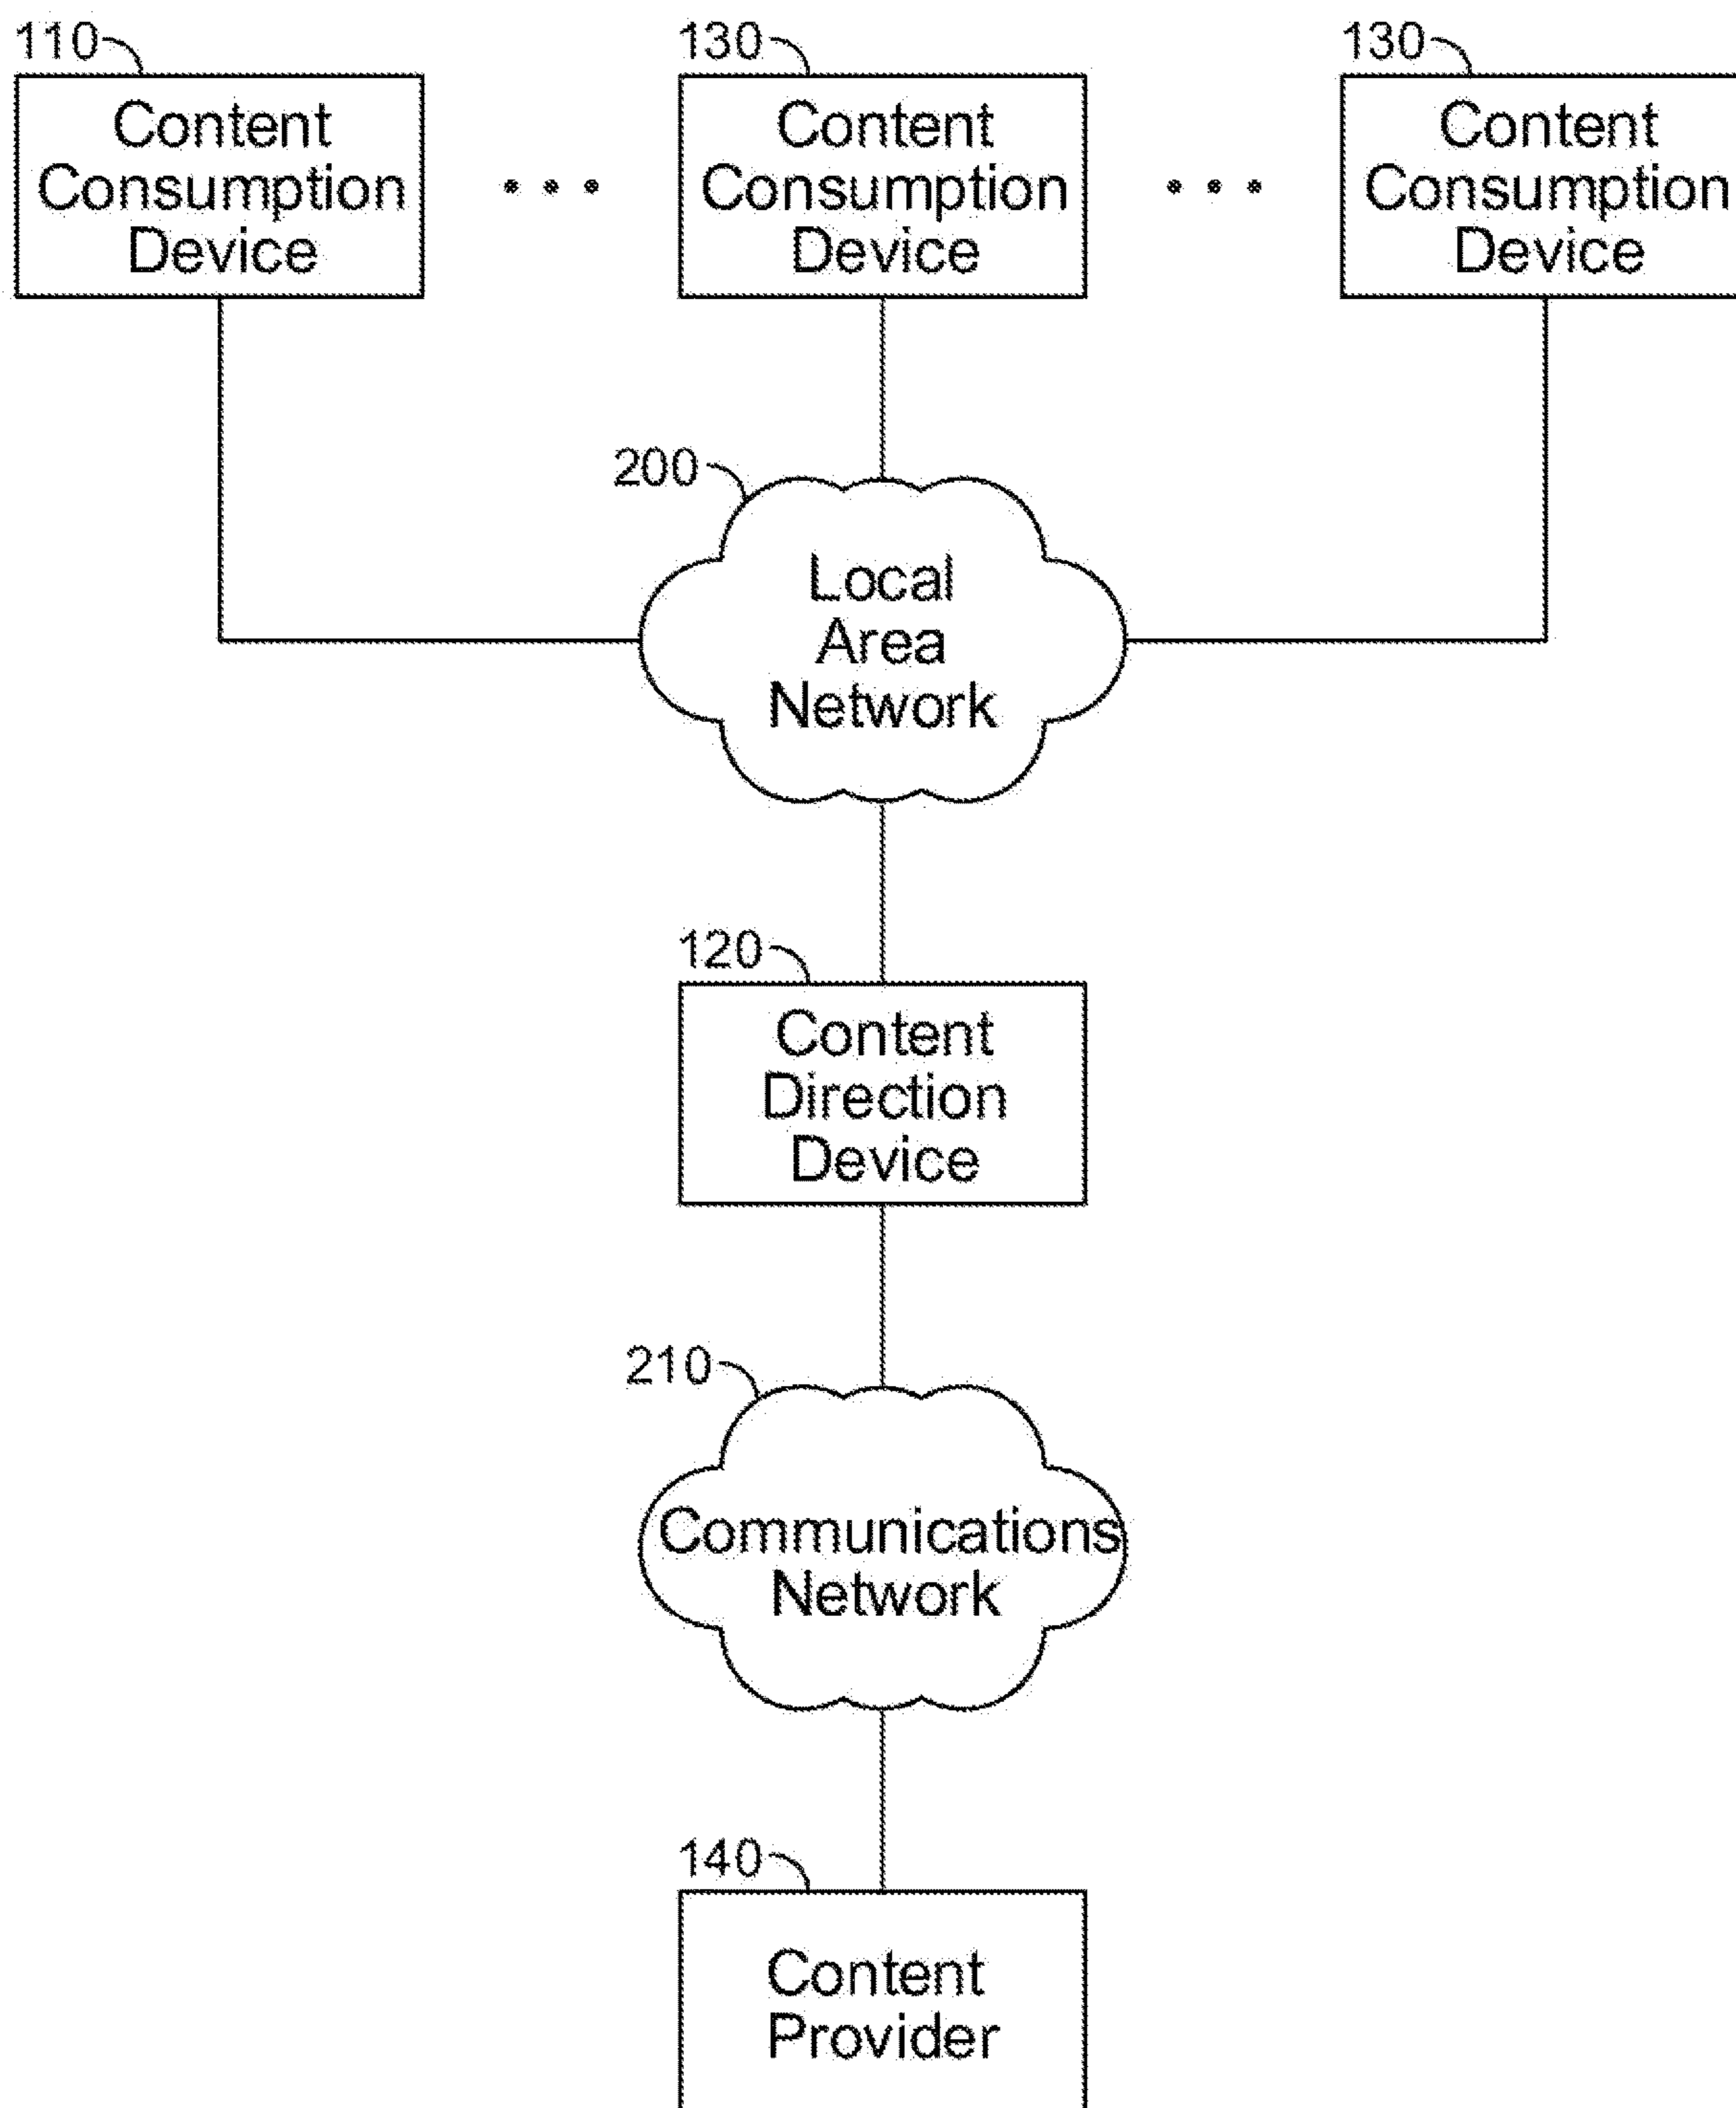 110
130
130
Content
Consumption
Device
Content
Consumption
Device
Content
Consumption
Device
200
Local
Area
Network
120
Content
Direction
Device
210
Communications
Network
140
Content
Provider